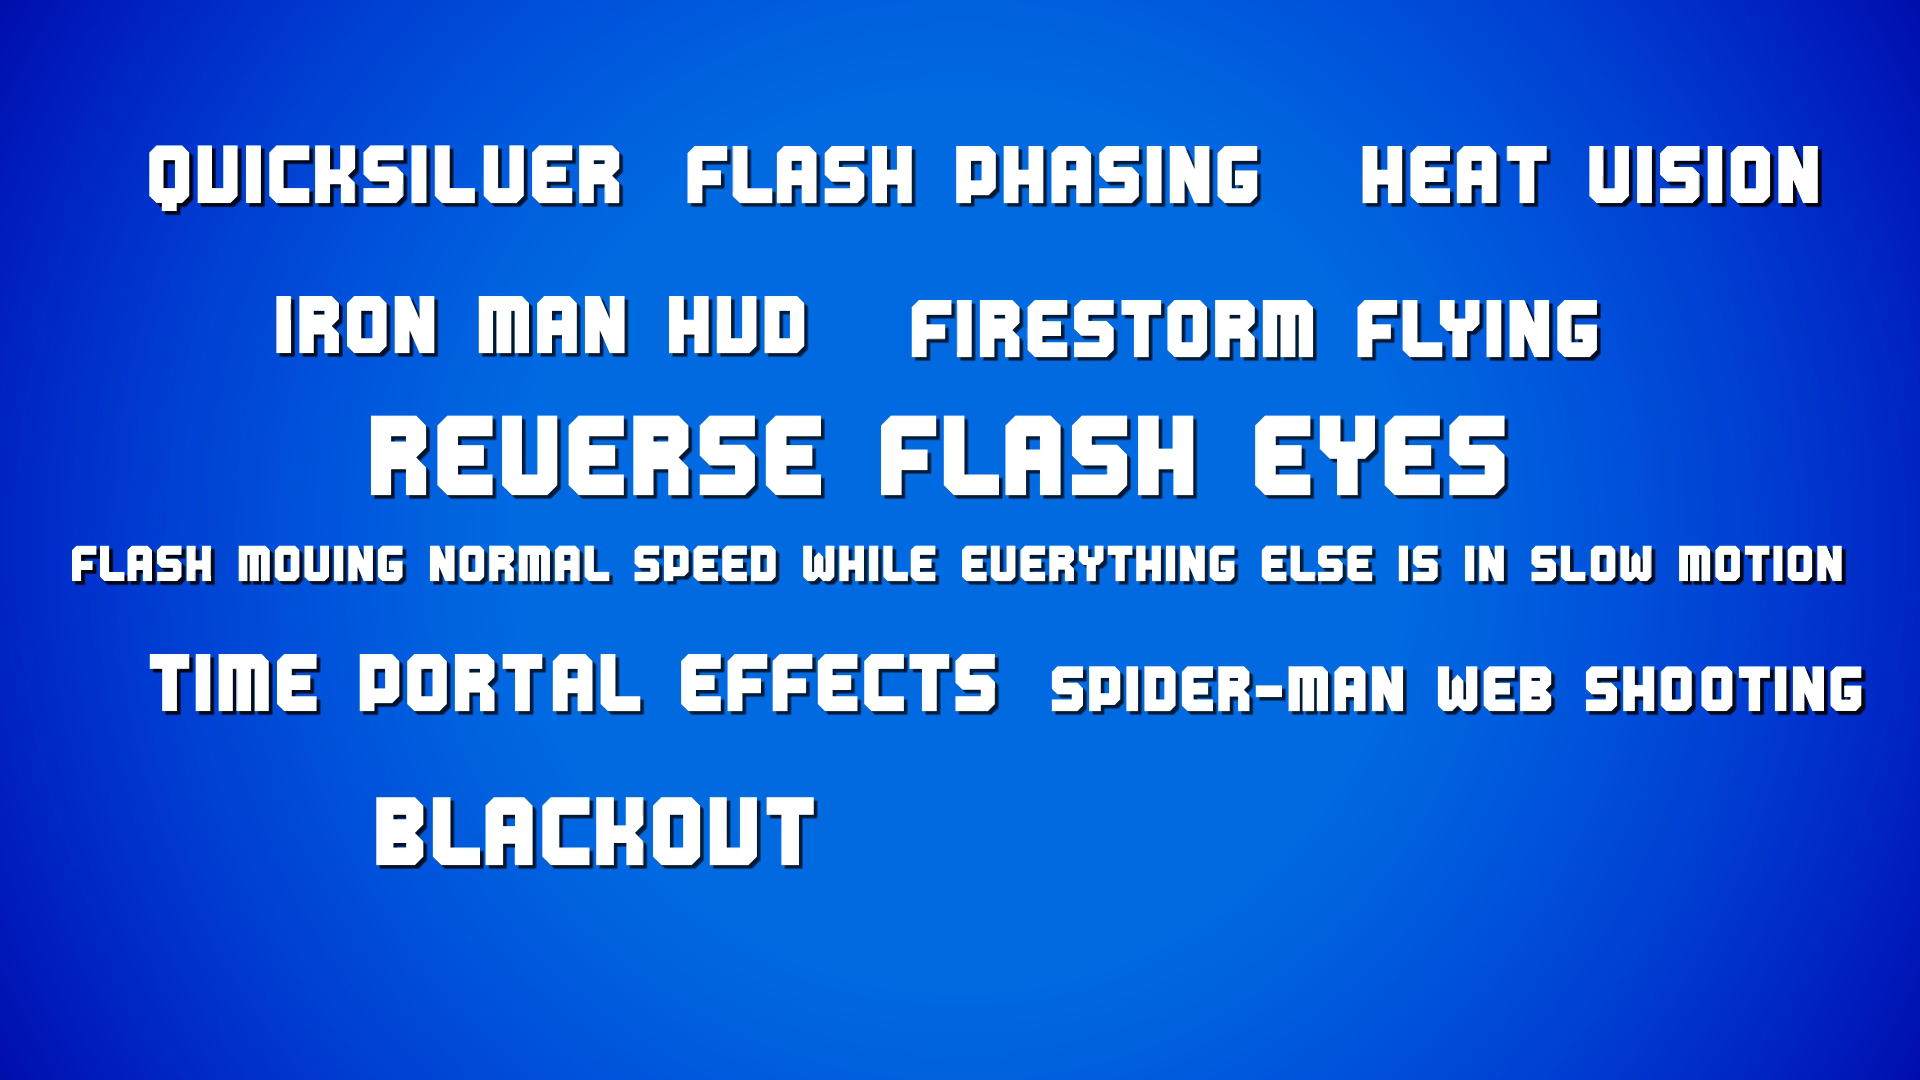 QUICKSILVER FLASH PHASING HEAT VISION
IRON MAN HUD FIRESTORM FLYING
REVERSE FLASH EYES
FLASH MOVING NORMAL SPEED WHILE EVERYTHING ELSE IS IN SLOW MOTION
TIME PORTAL EFFECTS SPIDER-MAN WEB SHOOTING
BLACKOUT